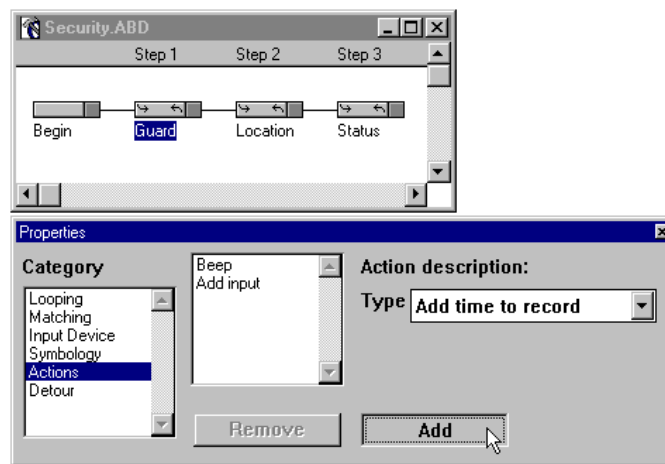 Security.ABD
Step 1 Step 2 Step 3
Begin Guard Location Status
Properties
Category
Looping
Matching
Input Device
Symbology
Actions
Detour
Beep
Add input
Remove
Action description:
Type Add time to record
Add